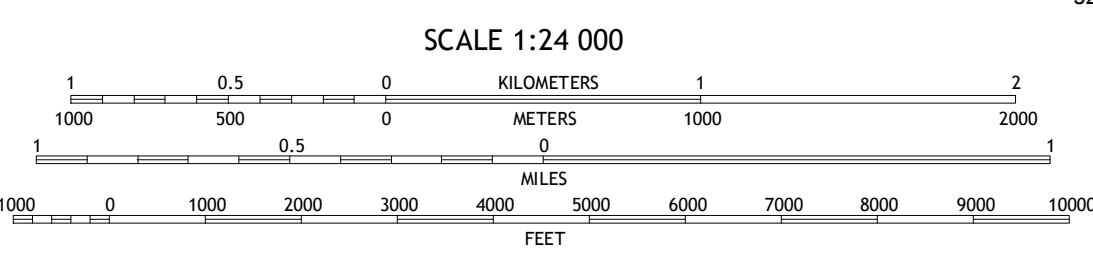 SCALE 1:24 000
1 0.5 0 KILOMETERS 1 2
1000 500 0 METERS 1000 2000
1 0.5 0 1
MILES
1000 0 1000 2000 3000 4000 5000 6000 7000 8000 9000 10000
FEET